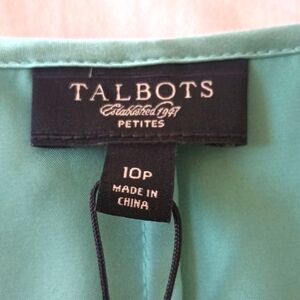 TALBOTS
Established 1947
PETITES
10P
MADE IN
CHINA